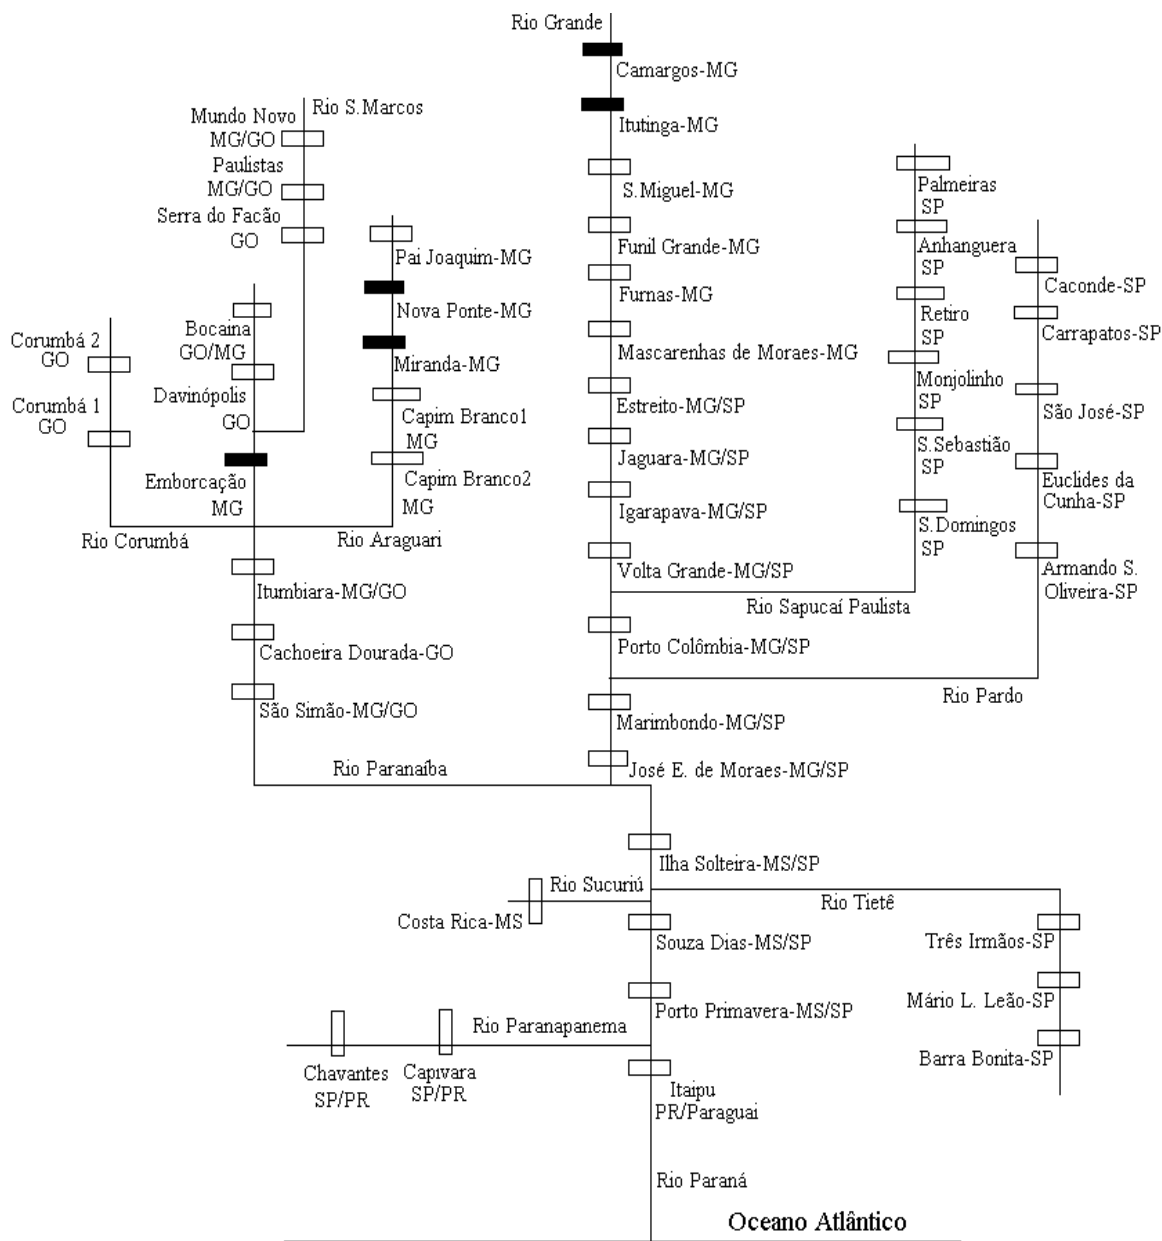 Rio Grande
Camargos-MG
Itutinga-MG
S.Miguel-MG
Funil Grande-MG
Furnas-MG
Mascarenhas de Moraes-MG
Estreito-MG/SP
Jaguara-MG/SP
Igarapava-MG/SP
Volta Grande-MG/SP
Porto Colômbia-MG/SP
Marimbondo-MG/SP
José E. de Moraes-MG/SP
Rio S.Marcos
Mundo Novo
MG/GO
Paulistas
MG/GO
Serra do Facão
GO
Pai Joaquim-MG
Nova Ponte-MG
Miranda-MG
Capim Branco1
MG
Capim Branco2
MG
Rio Araguari
Bocaina
GO/MG
Davinópolis
GO
Emborcação
MG
Corumbá 2
GO
Corumbá 1
GO
Rio Corumbá
Itumbiara-MG/GO
Cachoeira Dourada-GO
São Simão-MG/GO
Rio Paranaíba
Palmeiras
SP
Anhanguera
SP
Retiro
SP
Monjolinho
SP
S.Sebastião
SP
S.Domingos
SP
Rio Sapucaí Paulista
Caconde-SP
Carrapatos-SP
São José-SP
Euclides da
Cunha-SP
Armando S.
Oliveira-SP
Rio Pardo
Ilha Solteira-MS/SP
Rio Sucuriú
Costa Rica-MS
Rio Tietê
Três Irmãos-SP
Mário L. Leão-SP
Barra Bonita-SP
Souza Dias-MS/SP
Porto Primavera-MS/SP
Rio Paranapanema
Chavantes
SP/PR
Capivara
SP/PR
Itaipu
PR/Paraguai
Rio Paraná
Oceano Atlântico